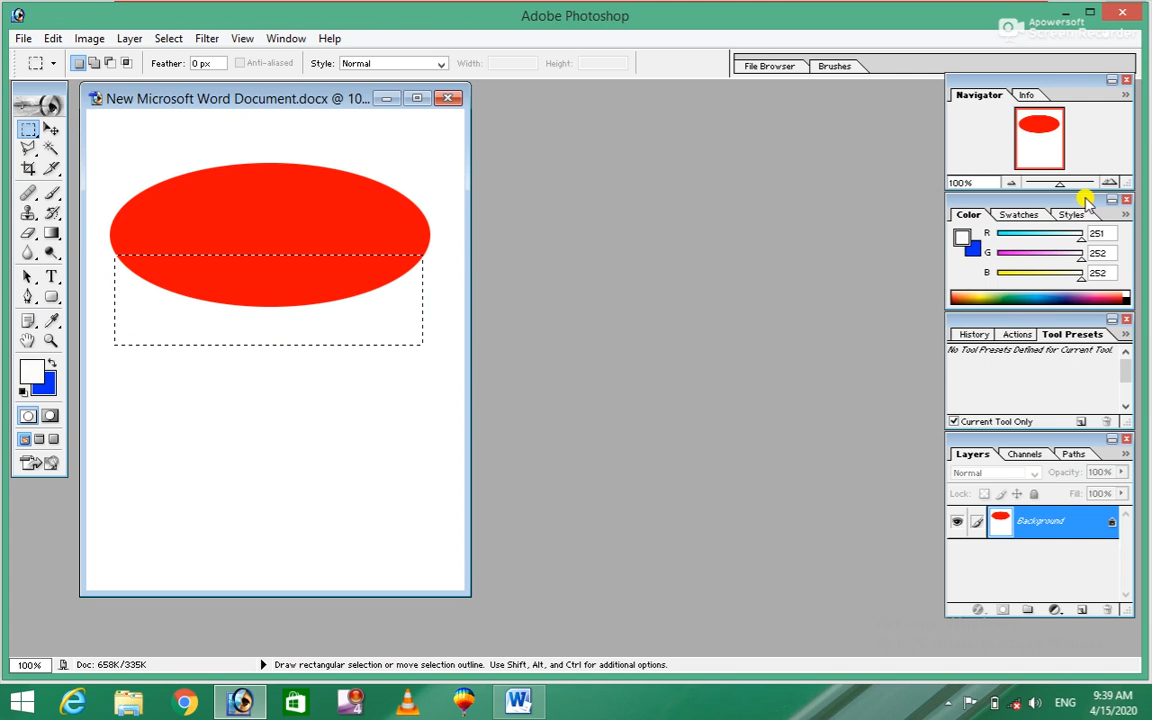 Adobe Photoshop
Apowersoft
Screen Recorder
File Edit Image Layer Select Filter View Window Help
Feather: 0 px Anti-aliased Style: Normal Width: Height: File Browser Brushes
New Microsoft Word Document.docx @ 10...
Navigator Info
100%
Color Swatches Styles
R 251
G 252
B 252
History Actions Tool Presets
No Tool Presets Defined for Current Tool.
Current Tool Only
Layers Channels Paths
Normal Opacity: 100%
Lock: Fill: 100%
Background
T
100% Doc: 658K/335K Draw rectangular selection or move selection outline. Use Shift, Alt, and Ctrl for additional options.
4 W ENG 9:39 AM
4/15/2020